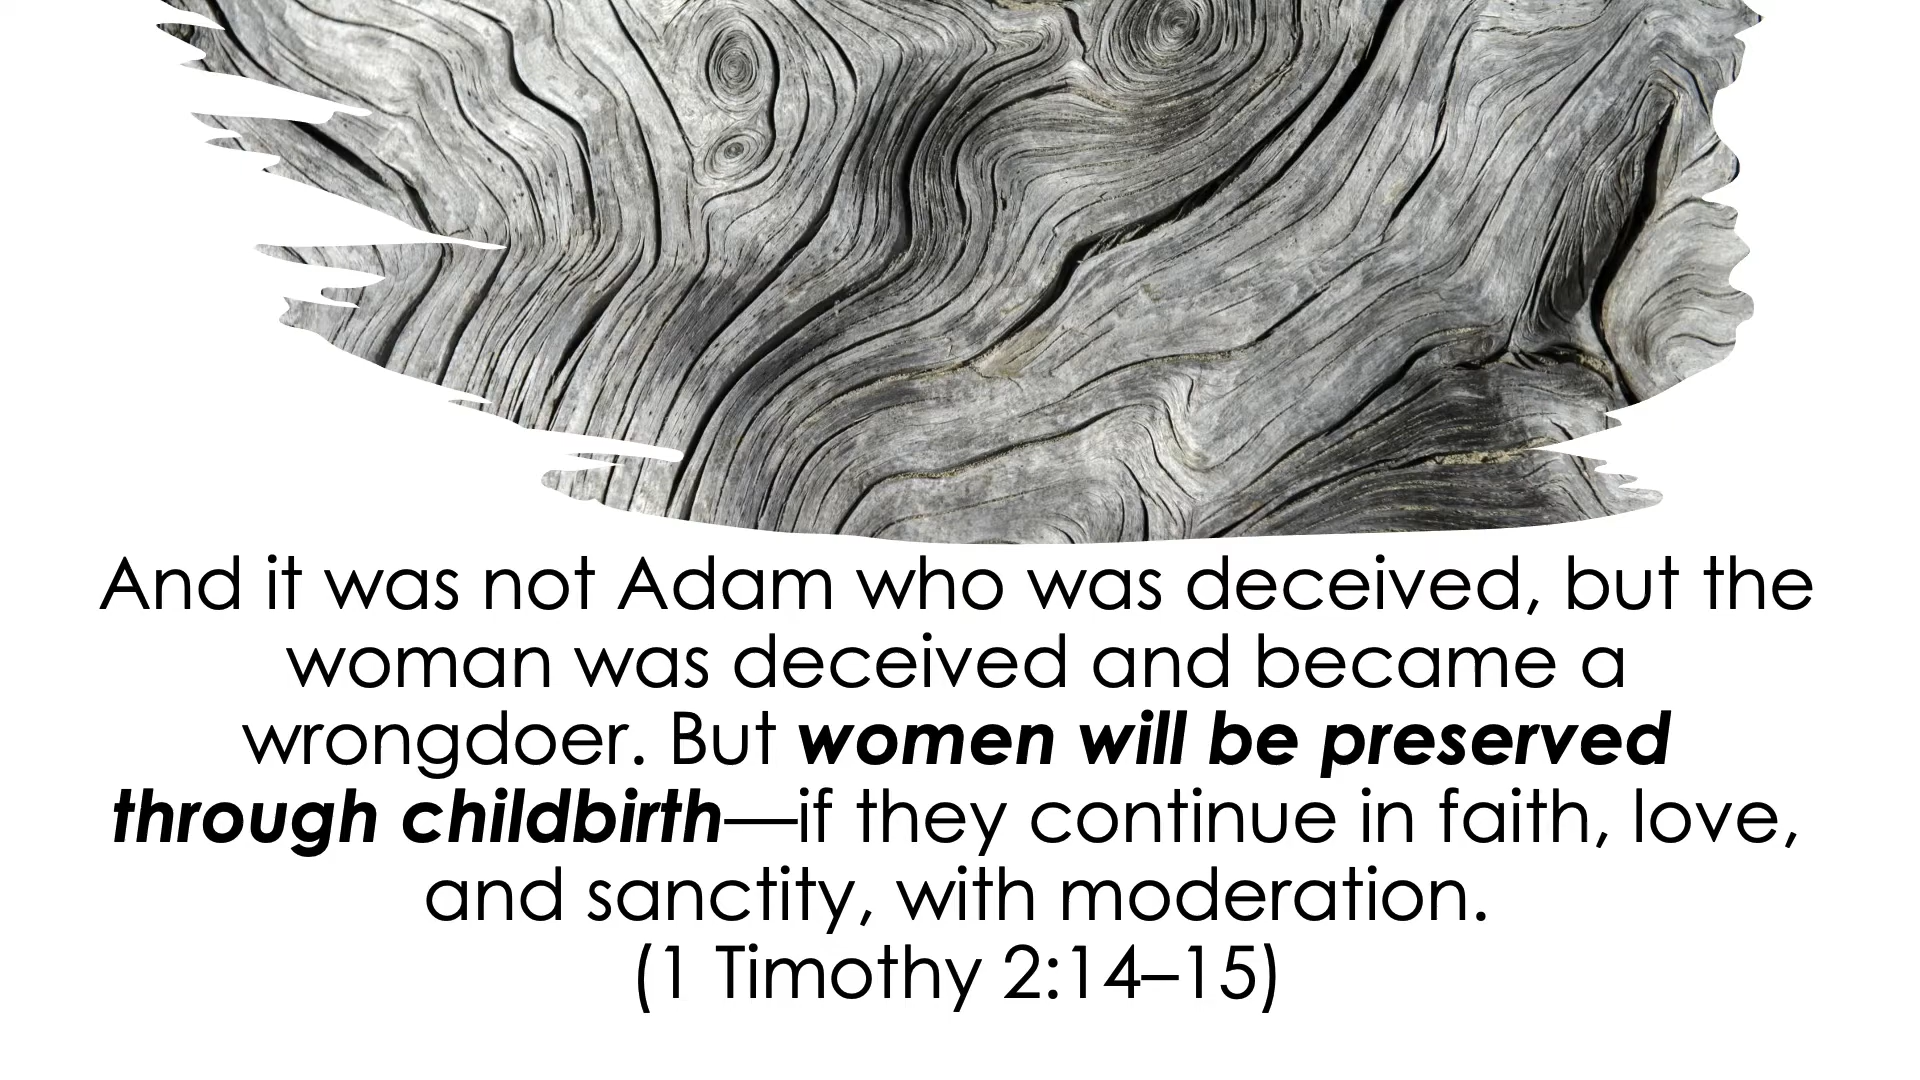 And it was not Adam who was deceived, but the
woman was deceived and became a
wrongdoer. But women will be preserved
through childbirth—if they continue in faith, love,
and sanctity, with moderation.
(1 Timothy 2:14–15)